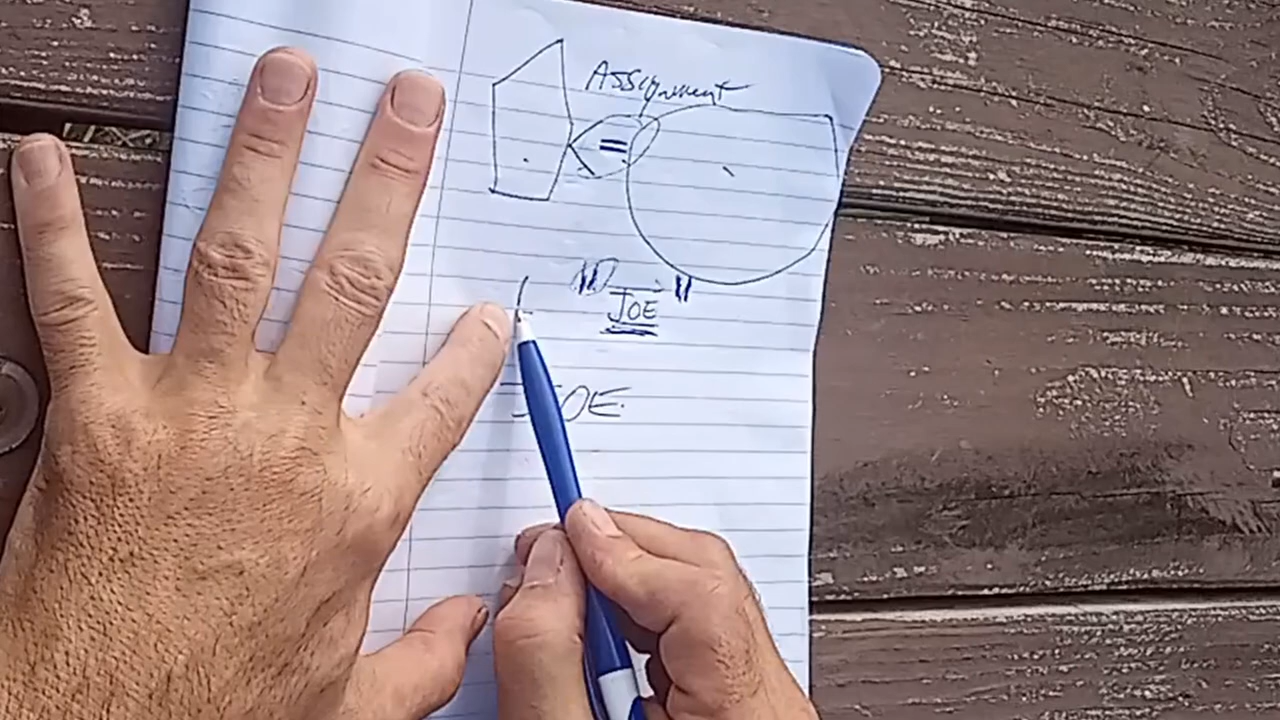 ASSIgnment
=
" JOE "
JOE.